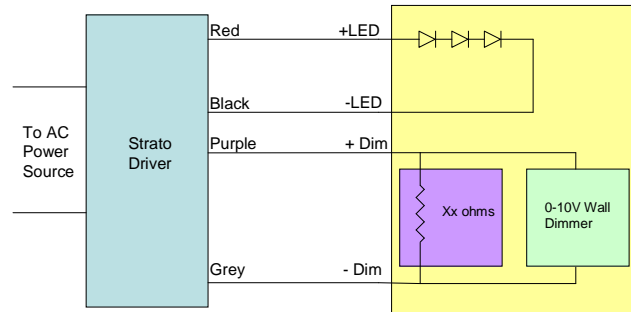 Red +LED
Black -LED
To AC
Power
Source
Strato
Driver
Purple + Dim
Xx ohms
0-10V Wall
Dimmer
Grey - Dim